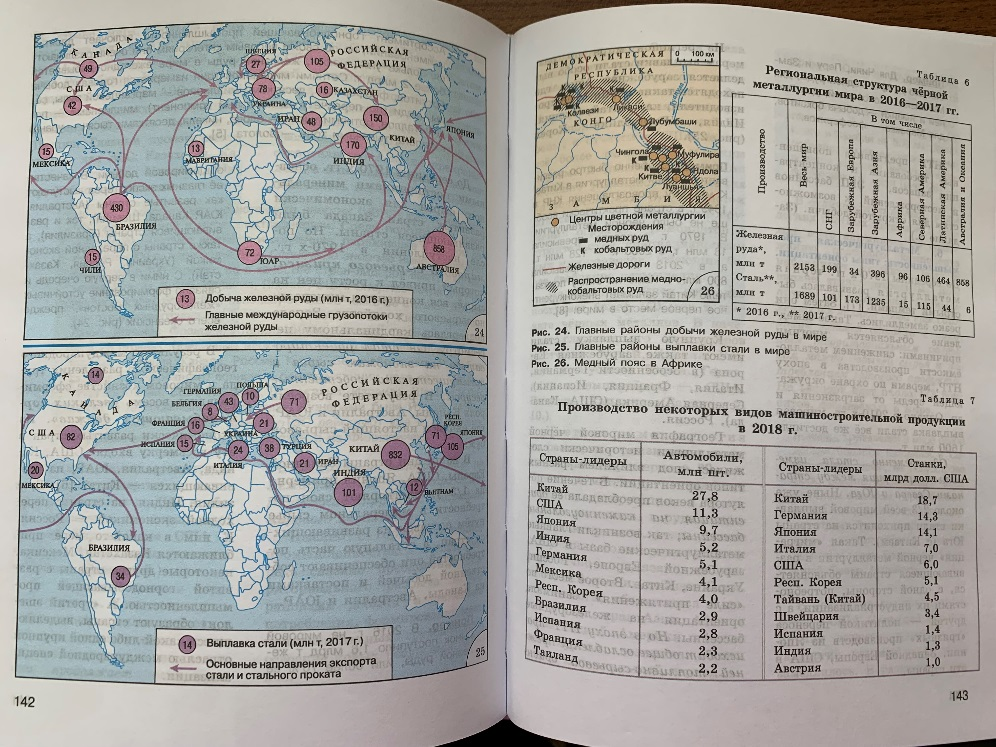 КАНАДА
49
США
42
МЕКСИКА
15
430
БРАЗИЛИЯ
15
ЧИЛИ
ШВЕЦИЯ
27
78
УКРАИНА
105
РОССИЙСКАЯ
ФЕДЕРАЦИЯ
16 КАЗАХСТАН
ИРАН 48
150
КИТАЙ
ЯПОНИЯ
170
ИНДИЯ
13
МАВРИТАНИЯ
72
ЮАР
858
АВСТРАЛИЯ
13 Добыча железной руды (млн т, 2016 г.)
Главные международные грузопотоки
железной руды
24
14
КАНАДА
США
82
20
МЕКСИКА
БРАЗИЛИЯ
34
ГЕРМАНИЯ
ПОЛЬША
БЕЛЬГИЯ
8
43
10
ФРАНЦИЯ
16
УКРАИНА
21
ИСПАНИЯ 15
24
ИТАЛИЯ
38
ТУРЦИЯ
21 ИРАН
71
РОССИЙСКАЯ
ФЕДЕРАЦИЯ
КИТАЙ
832
ИНДИЯ
101
РЕСП.
КОРЕЯ
71
ЯПОНИЯ
105
12
ВЬЕТНАМ
14 Выплавка стали (млн т, 2017 г.)
Основные направления экспорта
стали и стального проката
25
142
ДЕМОКРАТИЧЕСКАЯ
РЕСПУБЛИКА
КОНГО
0 100 км
Колвези
Ликаси
Лубумбаши
Чингола
Муфулира
Китве
Ндола
Луаншья
ЗАМБИЯ
К
К
К
Центры цветной металлургии
Месторождения
медных руд
К кобальтовых руд
Железные дороги
Распространение медно-
кобальтовых руд
26
Таблица 6
Региональная структура чёрной
металлургии мира в 2016—2017 гг.
Производство
Весь мир
В том числе
СНГ
Зарубежная Европа
Зарубежная Азия
Африка
Северная Америка
Латинская Америка
Австралия и Океания
Железная
руда*,
млн т 2153 199 34 396 96 106 464 858
Сталь**,
млн т 1689 101 173 1235 15 115 44 6
* 2016 г., ** 2017 г.
Рис. 24. Главные районы добычи железной руды в мире
Рис. 25. Главные районы выплавки стали в мире
Рис. 26. Медный пояс в Африке
Таблица 7
Производство некоторых видов машиностроительной продукции
в 2018 г.
Страны-лидеры Автомобили, млн шт.
Китай 27,8
США 11,3
Япония 9,7
Индия 5,2
Германия 5,1
Мексика 4,1
Респ. Корея 4,0
Бразилия 2,9
Испания 2,8
Франция 2,3
Таиланд 2,2
Страны-лидеры Станки, млрд долл. США
Китай 18,7
Германия 14,3
Япония 14,1
Италия 7,0
США 6,0
Респ. Корея 5,1
Тайвань (Китай) 4,5
Швейцария 3,4
Испания 1,4
Индия 1,3
Австрия 1,0
143